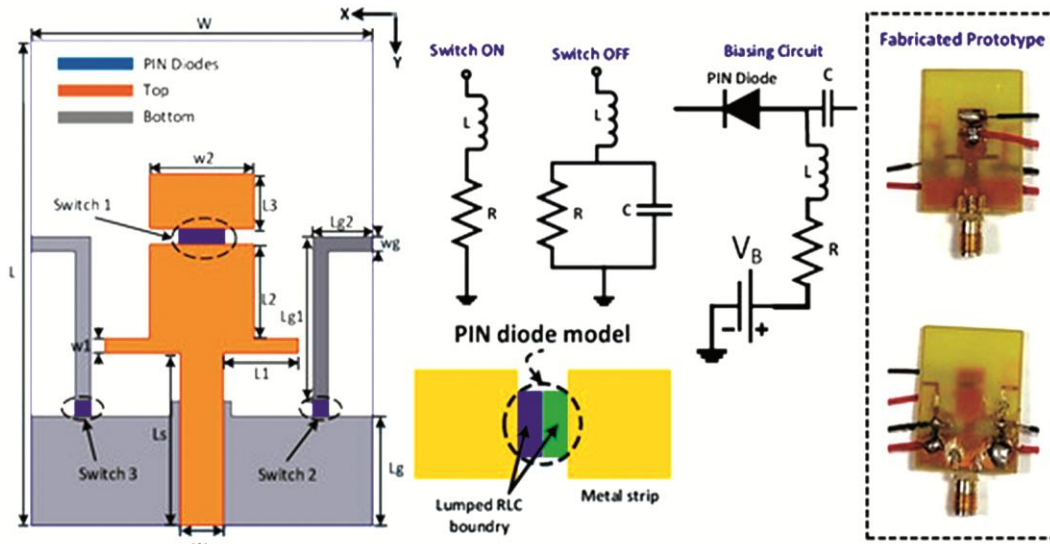 W
X
Y
PIN Diodes
Top
Bottom
w2
Switch 1
L3
Lg2
wg
L
L2
Lg1
w1
L1
Ls
Lg
Switch 3
Switch 2
Switch ON
L
R
Switch OFF
L
R
C
Biasing Circuit
PIN Diode
C
L
R
VB
-
+
PIN diode model
Lumped RLC
boundry
Metal strip
Fabricated Prototype